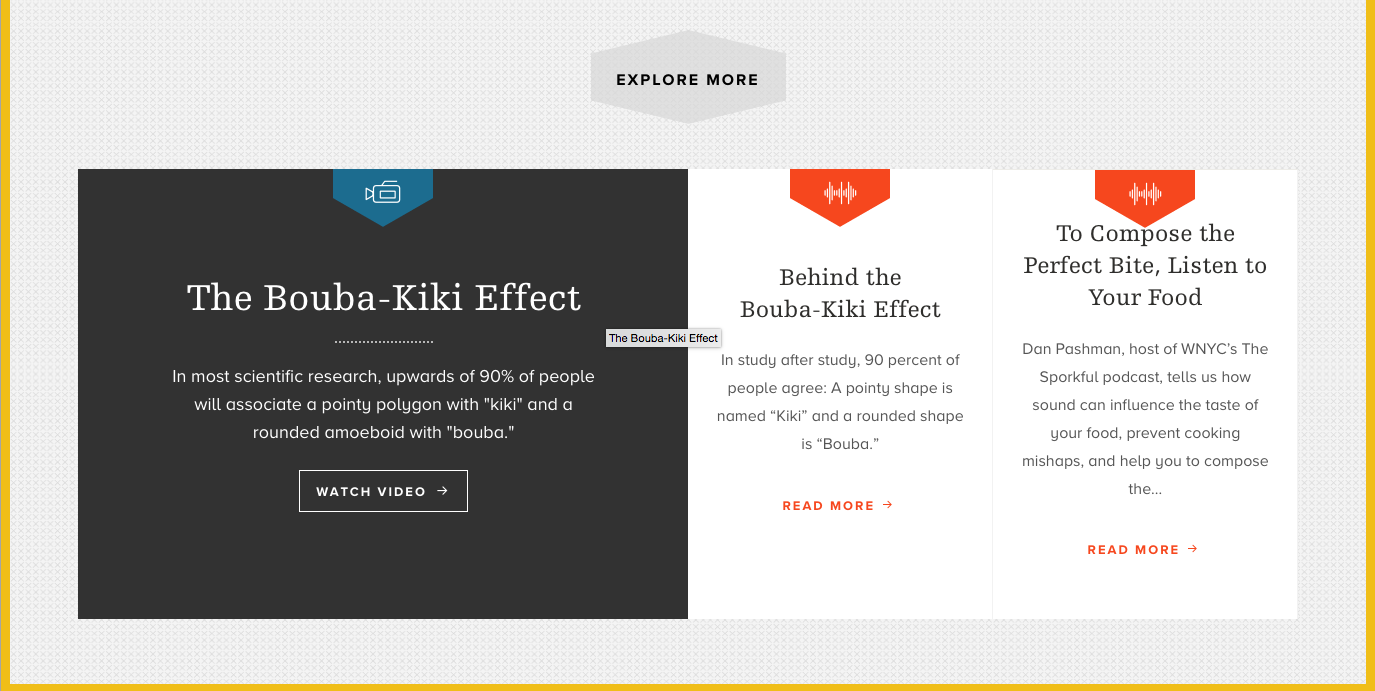 EXPLORE MORE
The Bouba-Kiki Effect
In most scientific research, upwards of 90% of people
will associate a pointy polygon with "kiki" and a
rounded amoeboid with "bouba."
WATCH VIDEO →
The Bouba-Kiki Effect
Behind the
Bouba-Kiki Effect
In study after study, 90 percent of
people agree: A pointy shape is
named “Kiki” and a rounded shape
is “Bouba.”
READ MORE →
To Compose the
Perfect Bite, Listen to
Your Food
Dan Pashman, host of WNYC’s The
Sporkful podcast, tells us how
sound can influence the taste of
your food, prevent cooking
mishaps, and help you to compose
the...
READ MORE →